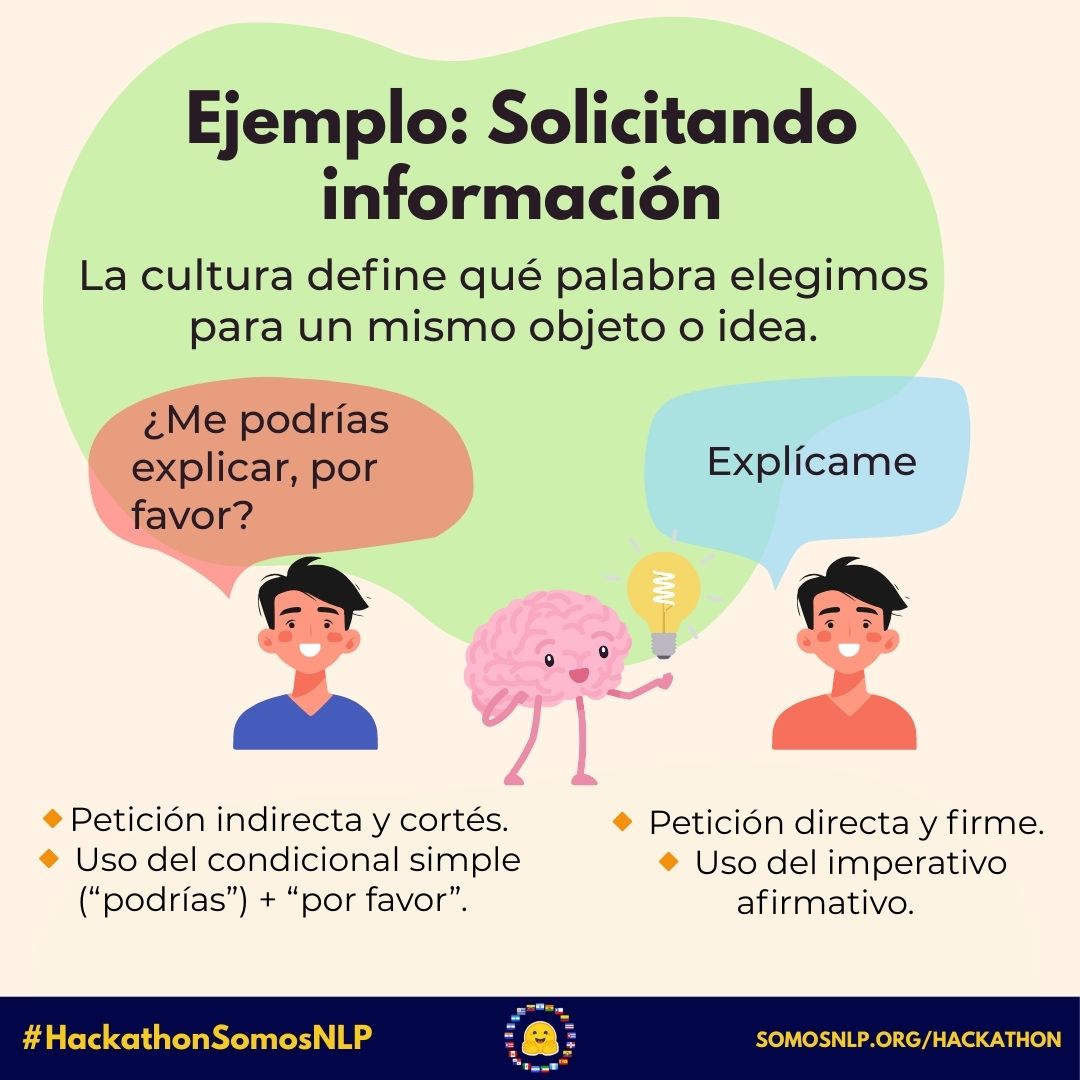 Ejemplo: Solicitando
información
La cultura define qué palabra elegimos
para un mismo objeto o idea.
¿Me podrías
explicar, por
favor?
Explícame
Petición indirecta y cortés.
Uso del condicional simple
(“podrías”) + “por favor”.
Petición directa y firme.
Uso del imperativo
afirmativo.
#HackathonSomosNLP
SOMOSNLP.ORG/HACKATHON